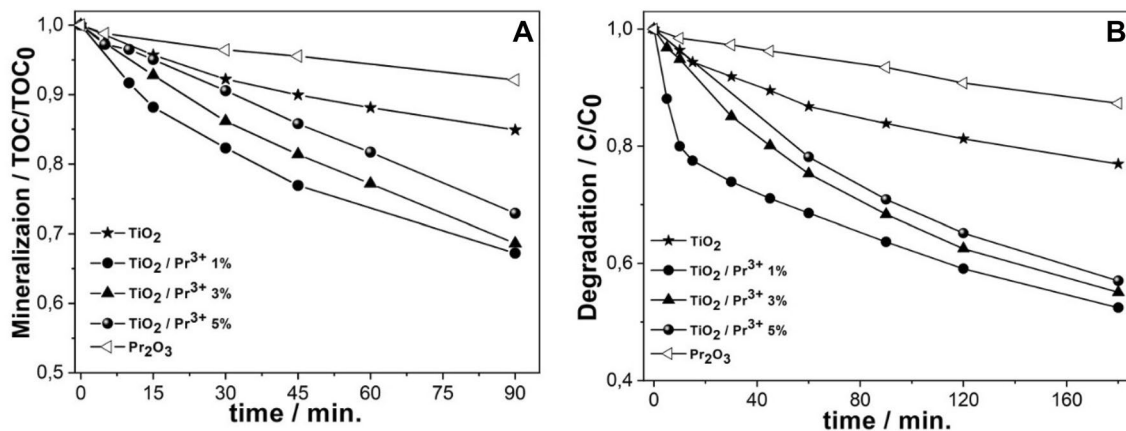 A
Mineralizaion / TOC/TOC₀
1,0
0,9
0,8
0,7
0,6
0,5
TiO₂
TiO₂ / Pr³⁺ 1%
TiO₂ / Pr³⁺ 3%
TiO₂ / Pr³⁺ 5%
Pr₂O₃
0 15 30 45 60 75 90
time / min.
B
Degradation / C/C₀
1,0
0,8
0,6
0,4
TiO₂
TiO₂ / Pr³⁺ 1%
TiO₂ / Pr³⁺ 3%
TiO₂ / Pr³⁺ 5%
Pr₂O₃
0 40 80 120 160
time / min.